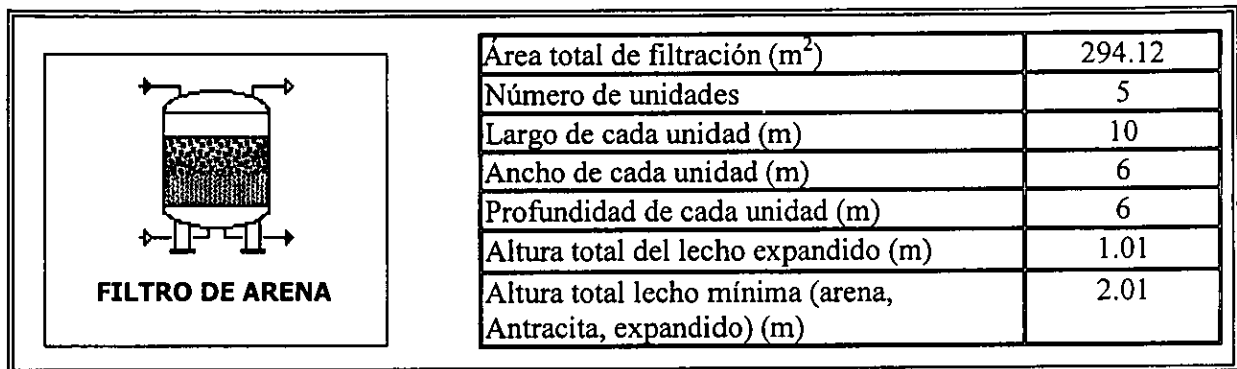 FILTRO DE ARENA
Área total de filtración (m²) 294.12
Número de unidades 5
Largo de cada unidad (m) 10
Ancho de cada unidad (m) 6
Profundidad de cada unidad (m) 6
Altura total del lecho expandido (m) 1.01
Altura total lecho mínima (arena, 2.01
Antracita, expandido) (m)